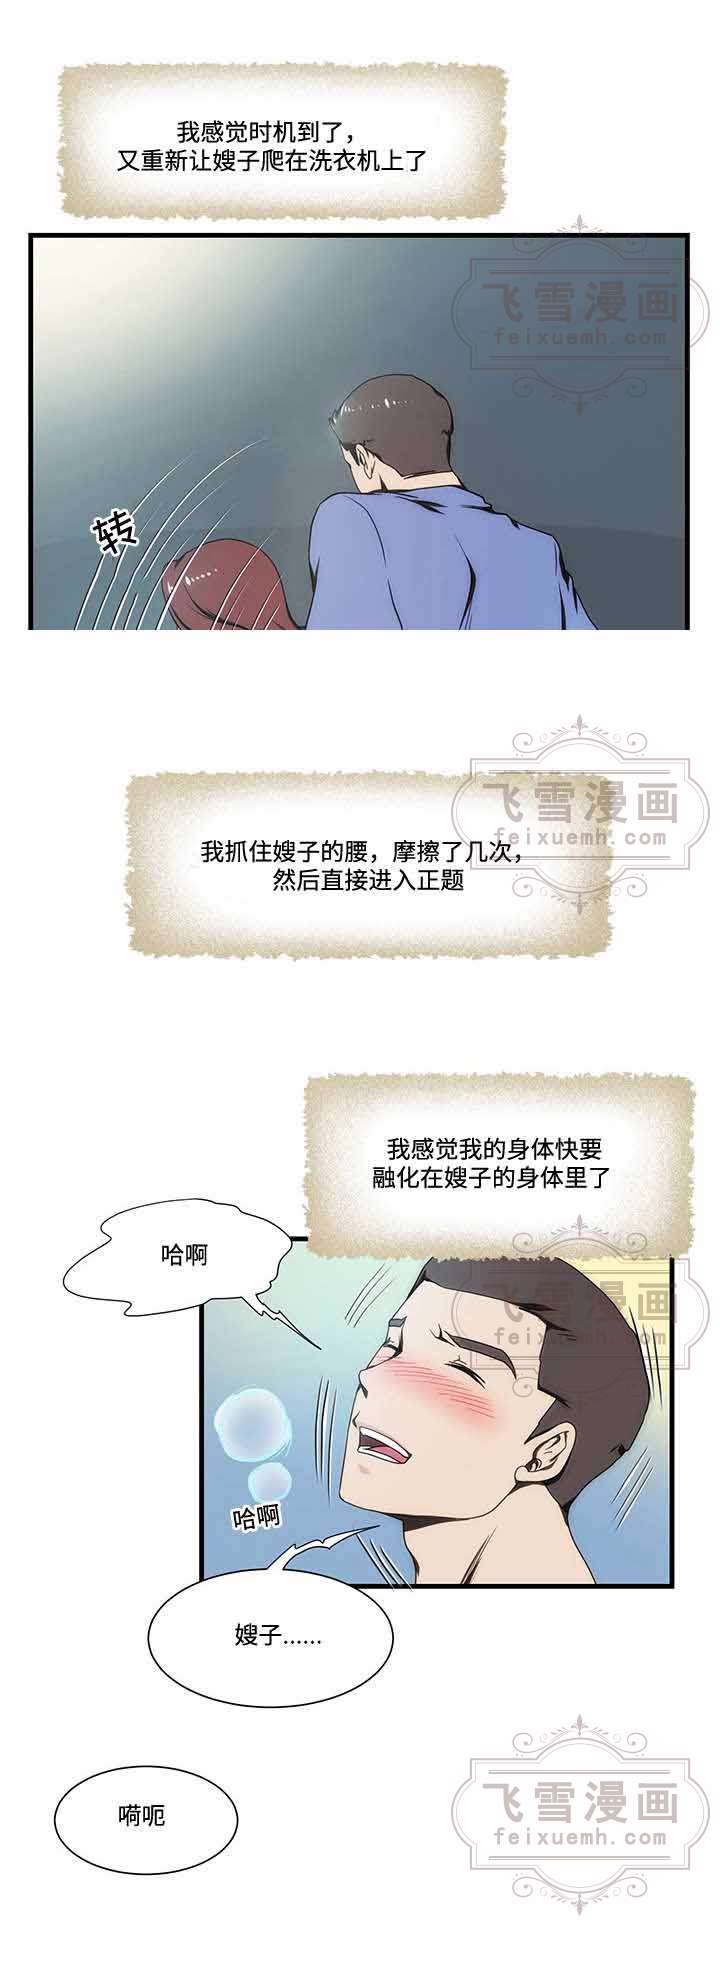 我感觉时机到了，
又重新让嫂子爬在洗衣机上了
飞雪漫画
feixuemh.com
转
飞雪漫画
feixuemh.com
我抓住嫂子的腰，摩擦了几次，
然后直接进入正题
我感觉我的身体快要
融化在嫂子的身体里了
哈啊
飞雪漫画
feixuemh.com
哈啊
嫂子......
飞雪漫画
feixuemh.com
嗬呃